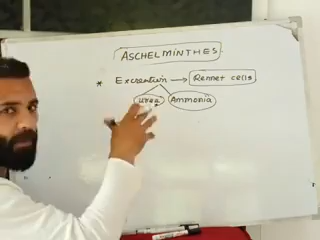 ASCHELMINTHES.
* Excreation → Rennet cells
urea Ammonia